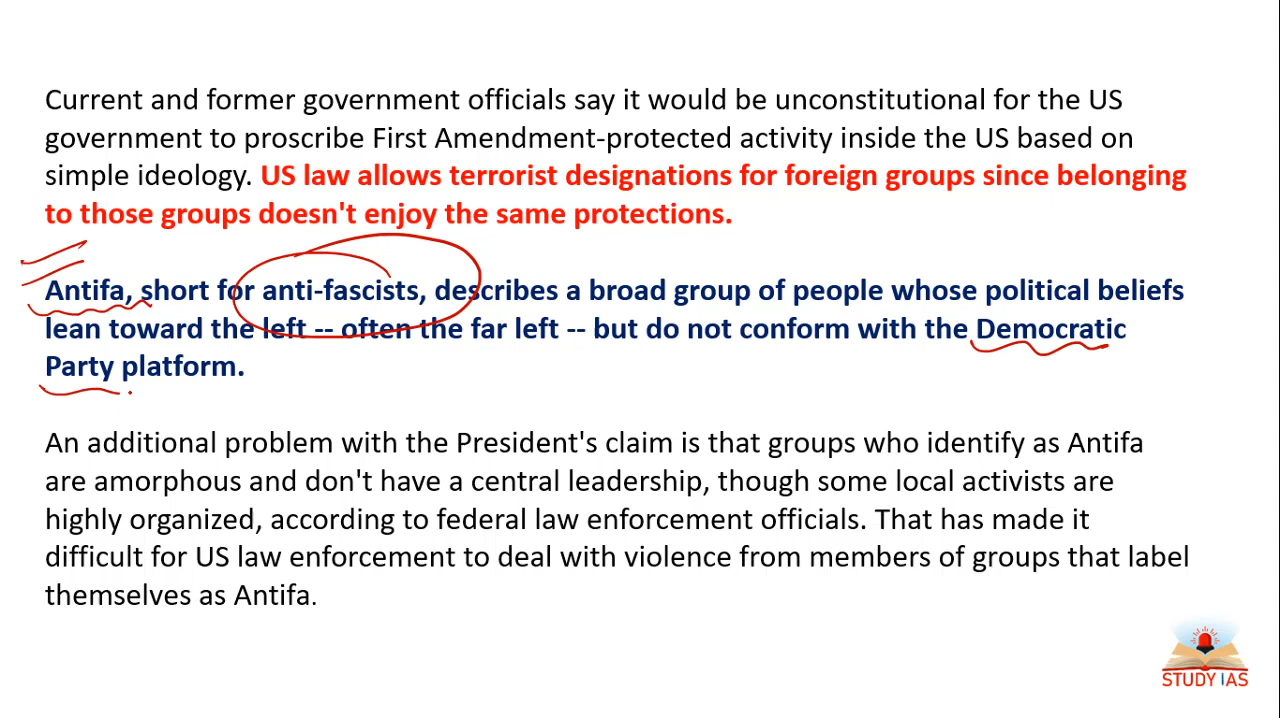 Current and former government officials say it would be unconstitutional for the US
government to proscribe First Amendment-protected activity inside the US based on
simple ideology. US law allows terrorist designations for foreign groups since belonging
to those groups doesn't enjoy the same protections.
Antifa, short for anti-fascists, describes a broad group of people whose political beliefs
lean toward the left -- often the far left -- but do not conform with the Democratic
Party platform.
An additional problem with the President's claim is that groups who identify as Antifa
are amorphous and don't have a central leadership, though some local activists are
highly organized, according to federal law enforcement officials. That has made it
difficult for US law enforcement to deal with violence from members of groups that label
themselves as Antifa.
STUDY IAS